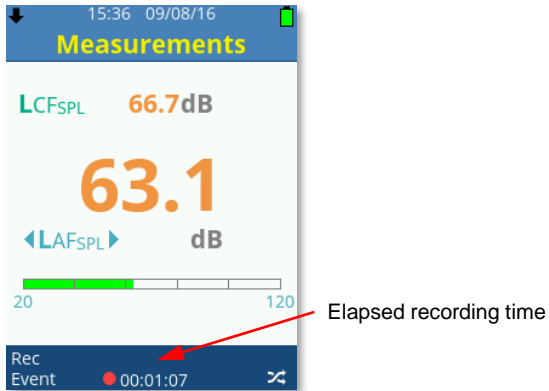 15:36 09/08/16
Measurements
LCFSPL 66.7dB
63.1
LAFSPL dB
20 120
Elapsed recording time
Rec
Event 00:01:07